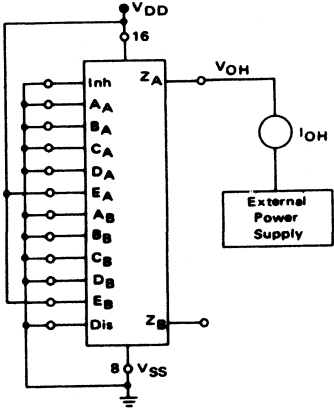 VDD
16
Inh ZA VOH
AA
BA
CA
DA
EA
AB
BB
CB
DB
EB
Dis ZB
IOH
External
Power
Supply
8 VSS